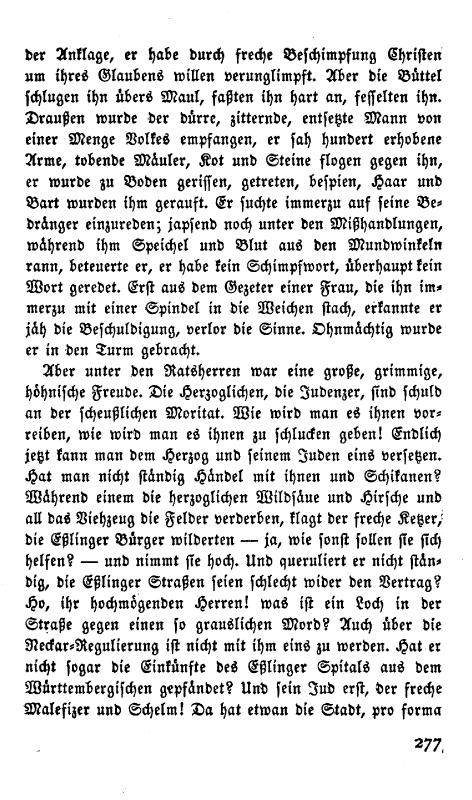 der Anklage, er habe durch freche Beschimpfung Christen
um ihres Glaubens willen verunglimpft. Aber die Büttel
schlugen ihn übers Maul, faßten ihn hart an, fesselten ihn.
Draußen wurde der dürre, zitternde, entsetzte Mann von
einer Menge Volkes empfangen, er sah hundert erhobene
Arme, tobende Mäuler, Kot und Steine flogen gegen ihn,
er wurde zu Boden gerissen, getreten, bespien, Haar und
Bart wurden ihm gerauft. Er suchte immerzu auf seine Be-
dränger einzureden; japsend noch unter den Mißhandlungen,
während ihm Speichel und Blut aus den Mundwinkeln
rann, beteuerte er, er habe kein Schimpfwort, überhaupt kein
Wort geredet. Erst aus dem Gezeter einer Frau, die ihn im-
merzu mit einer Spindel in die Weichen stach, erkannte er
jäh die Beschuldigung, verlor die Sinne. Ohnmächtig wurde
er in den Turm gebracht.
Aber unter den Ratsherren war eine große, grimmige,
höhnische Freude. Die Herzoglichen, die Judenzer, sind schuld
an der scheußlichen Moritat. Wie wird man es ihnen vor-
reiben, wie wird man es ihnen zu schlucken geben! Endlich
jetzt kann man dem Herzog und seinem Juden eins versetzen.
Hat man nicht ständig Händel mit ihnen und Schikanen?
Während einem die herzoglichen Wildsäue und Hirsche und
all das Viehzeug die Felder verderben, klagt der freche Ketzer,
die Eßlinger Bürger wilderten — ja, wie sonst sollen sie sich
helfen? — und nimmt sie hoch. Und queruliert er nicht stän-
dig, die Eßlinger Straßen seien schlecht wider den Vertrag?
Ho, ihr hochmögenden Herren! was ist ein Loch in der
Straße gegen einen so grauslichen Mord? Auch über die
Neckar-Regulierung ist nicht mit ihm eins zu werden. Hat er
nicht sogar die Einkünfte des Eßlinger Spitals aus dem
Württembergischen gepfändet? Und sein Jud erst, der freche
Malefizer und Schelm! Da hat etwan die Stadt, pro forma
277